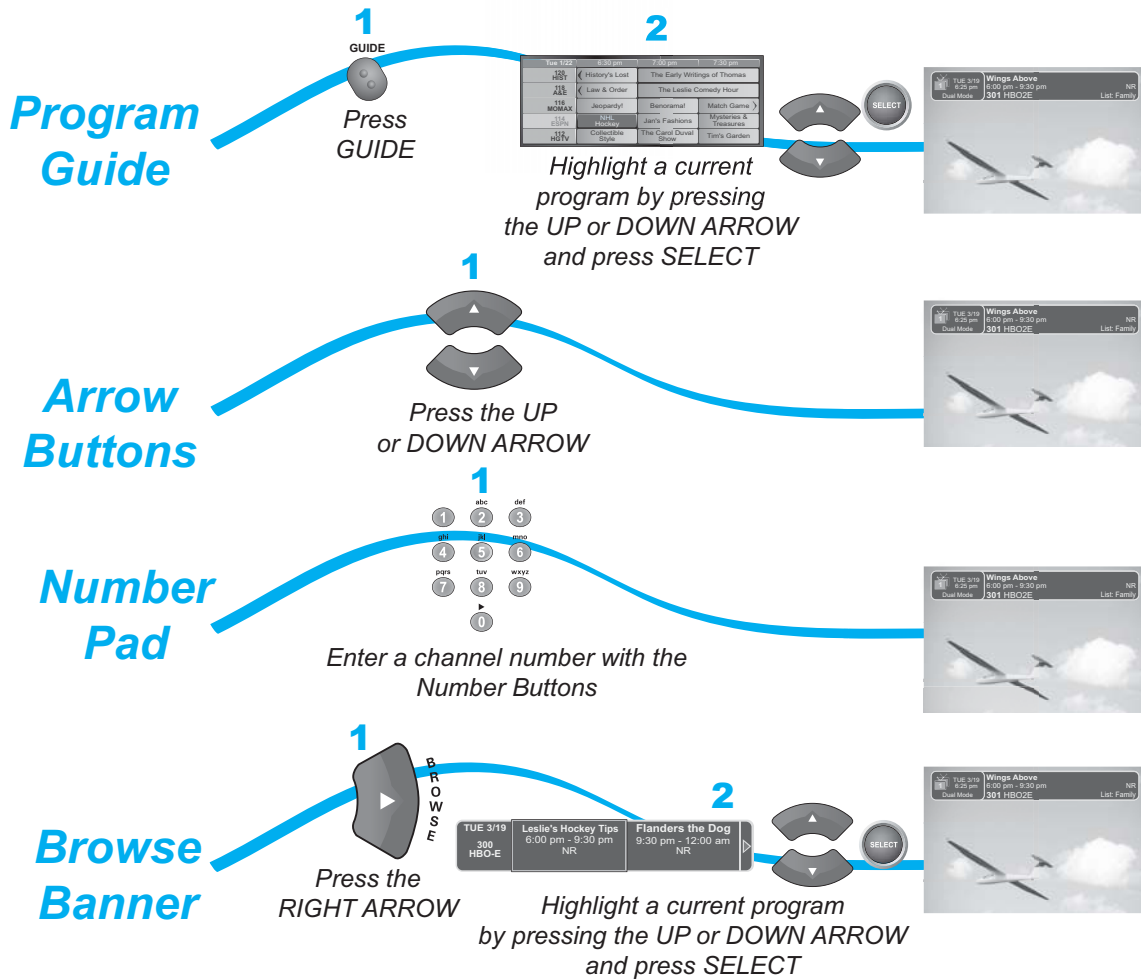 1
GUIDE
Program
Guide
Press
GUIDE
2
Tue 1/22 6:30 pm 7:00 pm 7:30 pm
120
HIST
History's Lost
The Early Writings of Thomas
118
A&E
Law & Order
The Leslie Comedy Hour
116
MOMAX
Jeopardy!
Benorama!
Match Game
114
ESPN
NHL
Hockey
Jan's Fashions
Mysteries &
Treasures
112
HGTV
Collectible
Style
The Carol Duval
Show
Tim's Garden
SELECT
Highlight a current
program by pressing
the UP or DOWN ARROW
and press SELECT
TUE 3/19
6:25 pm
Dual Mode
Wings Above
6:00 pm - 9:30 pm
NR
301 HBO2E
List: Family
Arrow
Buttons
1
Press the UP
or DOWN ARROW
TUE 3/19
6:25 pm
Dual Mode
Wings Above
6:00 pm - 9:30 pm
NR
301 HBO2E
List: Family
Number
Pad
1
abc def
1 2 3
ghi jkl mno
4 5 6
pqrs tuv wxyz
7 8 9
0
Enter a channel number with the
Number Buttons
TUE 3/19
6:25 pm
Dual Mode
Wings Above
6:00 pm - 9:30 pm
NR
301 HBO2E
List: Family
Browse
Banner
1
BROWSE
Press the
RIGHT ARROW
2
TUE 3/19
300
HBO-E
Leslie's Hockey Tips
6:00 pm - 9:30 pm
NR
Flanders the Dog
9:30 pm - 12:00 am
NR
SELECT
Highlight a current program
by pressing the UP or DOWN ARROW
and press SELECT
TUE 3/19
6:25 pm
Dual Mode
Wings Above
6:00 pm - 9:30 pm
NR
301 HBO2E
List: Family